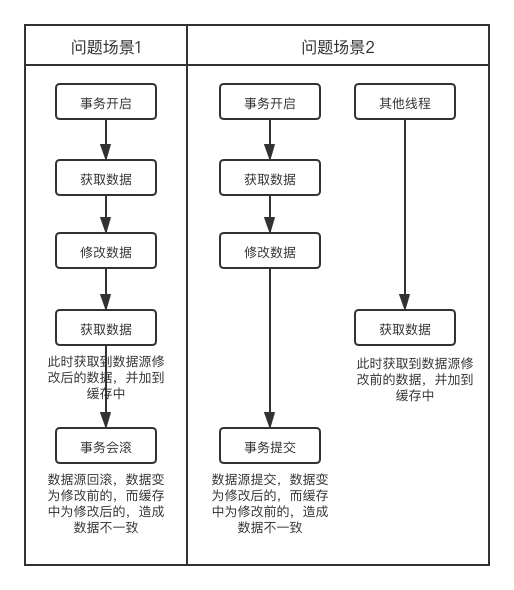 问题场景1
问题场景2
事务开启
获取数据
修改数据
获取数据
此时获取到数据源修
改后的数据，并加到
缓存中
事务会滚
数据源回滚，数据变
为修改前的，而缓存
中为修改后的，造成
数据不一致
事务开启
获取数据
修改数据
事务提交
数据源提交，数据变
为修改后的，而缓存
中为修改前的，造成
数据不一致
其他线程
获取数据
此时获取到数据源修
改前的数据，并加到
缓存中